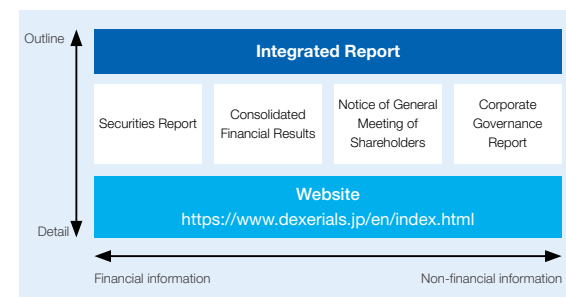 Outline
Integrated Report
Securities Report
Consolidated
Financial Results
Notice of General
Meeting of
Shareholders
Corporate
Governance
Report
Website
https://www.dexerials.jp/en/index.html
Detail
Financial information
Non-financial information